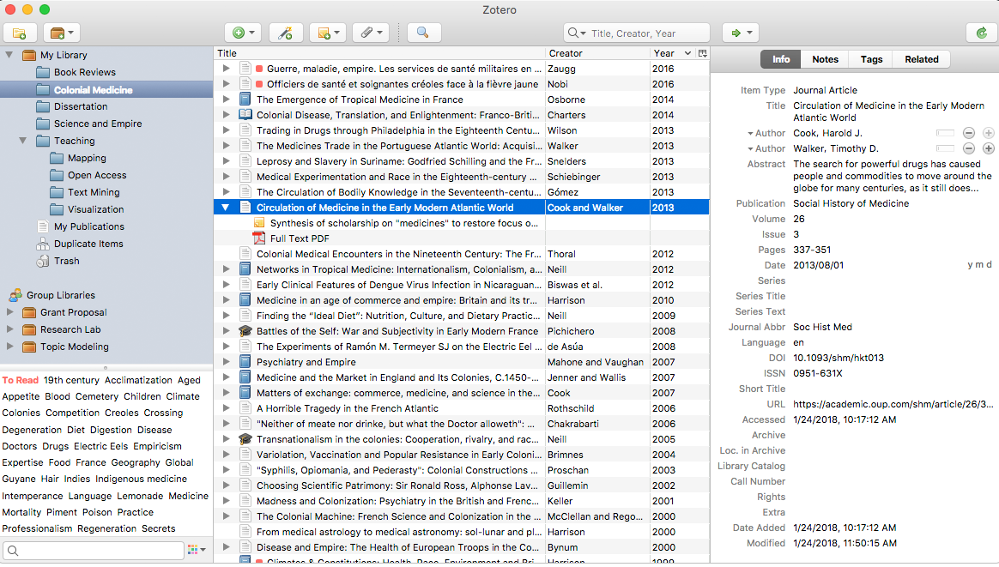 Zotero
Title, Creator, Year
My Library
Book Reviews
Colonial Medicine
Dissertation
Science and Empire
Teaching
Mapping
Open Access
Text Mining
Visualization
My Publications
Duplicate Items
Trash
Group Libraries
Grant Proposal
Research Lab
Topic Modeling
To Read 19th century Acclimatization Aged
Appetite Blood Cemetery Children Climate
Colonies Competition Creoles Crossing
Degeneration Diet Digestion Disease
Doctors Drugs Electric Eels Empiricism
Expertise Food France Geography Global
Guyane Hair Indies Indigenous medicine
Intemperance Language Lemonade Medicine
Mortality Piment Poison Practice
Professionalism Regeneration Secrets
Title Creator Year
Guerre, maladie, empire. Les services de santé militaires en ... Zaugg 2016
Officiers de santé et soignantes créoles face à la fièvre jaune Nobi 2016
The Emergence of Tropical Medicine in France Osborne 2014
Colonial Disease, Translation, and Enlightenment: Franco-Briti... Charters 2014
Trading in Drugs through Philadelphia in the Eighteenth Centu... Wilson 2013
The Medicines Trade in the Portuguese Atlantic World: Acquisi... Walker 2013
Leprosy and Slavery in Suriname: Godfried Schilling and the Fr... Snelders 2013
Medical Experimentation and Race in the Eighteenth-century ... Schiebinger 2013
The Circulation of Bodily Knowledge in the Seventeenth-centu... Gómez 2013
Circulation of Medicine in the Early Modern Atlantic World Cook and Walker 2013
Synthesis of scholarship on "medicines" to restore focus o...
Full Text PDF
Colonial Medical Encounters in the Nineteenth Century: The Fr... Thoral 2012
Networks in Tropical Medicine: Internationalism, Colonialism, a... Neill 2012
Early Clinical Features of Dengue Virus Infection in Nicaraguan... Biswas et al. 2012
Medicine in an age of commerce and empire: Britain and its tr... Harrison 2010
Finding the “Ideal Diet”: Nutrition, Culture, and Dietary Practic... Neill 2009
Battles of the Self: War and Subjectivity in Early Modern France Pichichero 2008
The Experiments of Ramón M. Termeyer SJ on the Electric Eel ... de Asúa 2008
Psychiatry and Empire Mahone and Vaughan 2007
Medicine and the Market in England and Its Colonies, C.1450-... Jenner and Wallis 2007
Matters of exchange: commerce, medicine, and science in the... Cook 2007
A Horrible Tragedy in the French Atlantic Rothschild 2006
"Neither of meate nor drinke, but what the Doctor alloweth": ... Chakrabarti 2006
Transnationalism in the colonies: Cooperation, rivalry, and rac... Neill 2005
Variolation, Vaccination and Popular Resistance in Early Coloni... Brimnes 2004
"Syphilis, Opiomania, and Pederasty": Colonial Constructions ... Proschan 2003
Choosing Scientific Patrimony: Sir Ronald Ross, Alphonse Lav... Guillemin 2002
Madness and Colonization: Psychiatry in the British and Frenc... Keller 2001
The Colonial Machine: French Science and Colonization in the ... McClellan and Rego... 2000
From medical astrology to medical astronomy: sol-lunar and pl... Harrison 2000
Disease and Empire: The Health of European Troops in the Co... Bynum 2000
Climates & Constitutions: Health, Race, Environment and Bri... Harrison 1999
Info Notes Tags Related
Item Type Journal Article
Title Circulation of Medicine in the Early Modern
Atlantic World
Author Cook, Harold J.
Author Walker, Timothy D.
Abstract The search for powerful drugs has caused
people and commodities to move around the
globe for many centuries, as it still does...
Publication Social History of Medicine
Volume 26
Issue 3
Pages 337-351
Date 2013/08/01 y m d
Series
Series Title
Series Text
Journal Abbr Soc Hist Med
Language en
DOI 10.1093/shm/hkt013
ISSN 0951-631X
Short Title
URL https://academic.oup.com/shm/article/26/3...
Accessed 1/24/2018, 10:17:12 AM
Archive
Loc. in Archive
Library Catalog
Call Number
Rights
Extra
Date Added 1/24/2018, 10:17:12 AM
Modified 1/24/2018, 11:50:15 AM